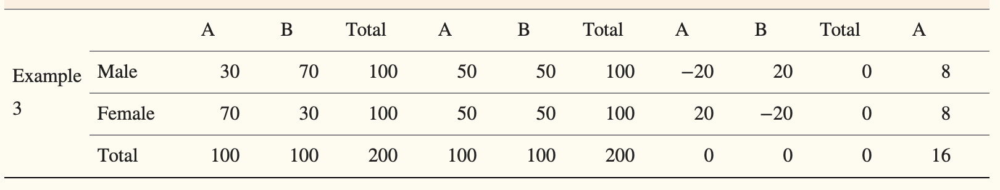 A B Total A B Total A B Total A
Example 3
Male 30 70 100 50 50 100 −20 20 0 8
Female 70 30 100 50 50 100 20 −20 0 8
Total 100 100 200 100 100 200 0 0 0 16